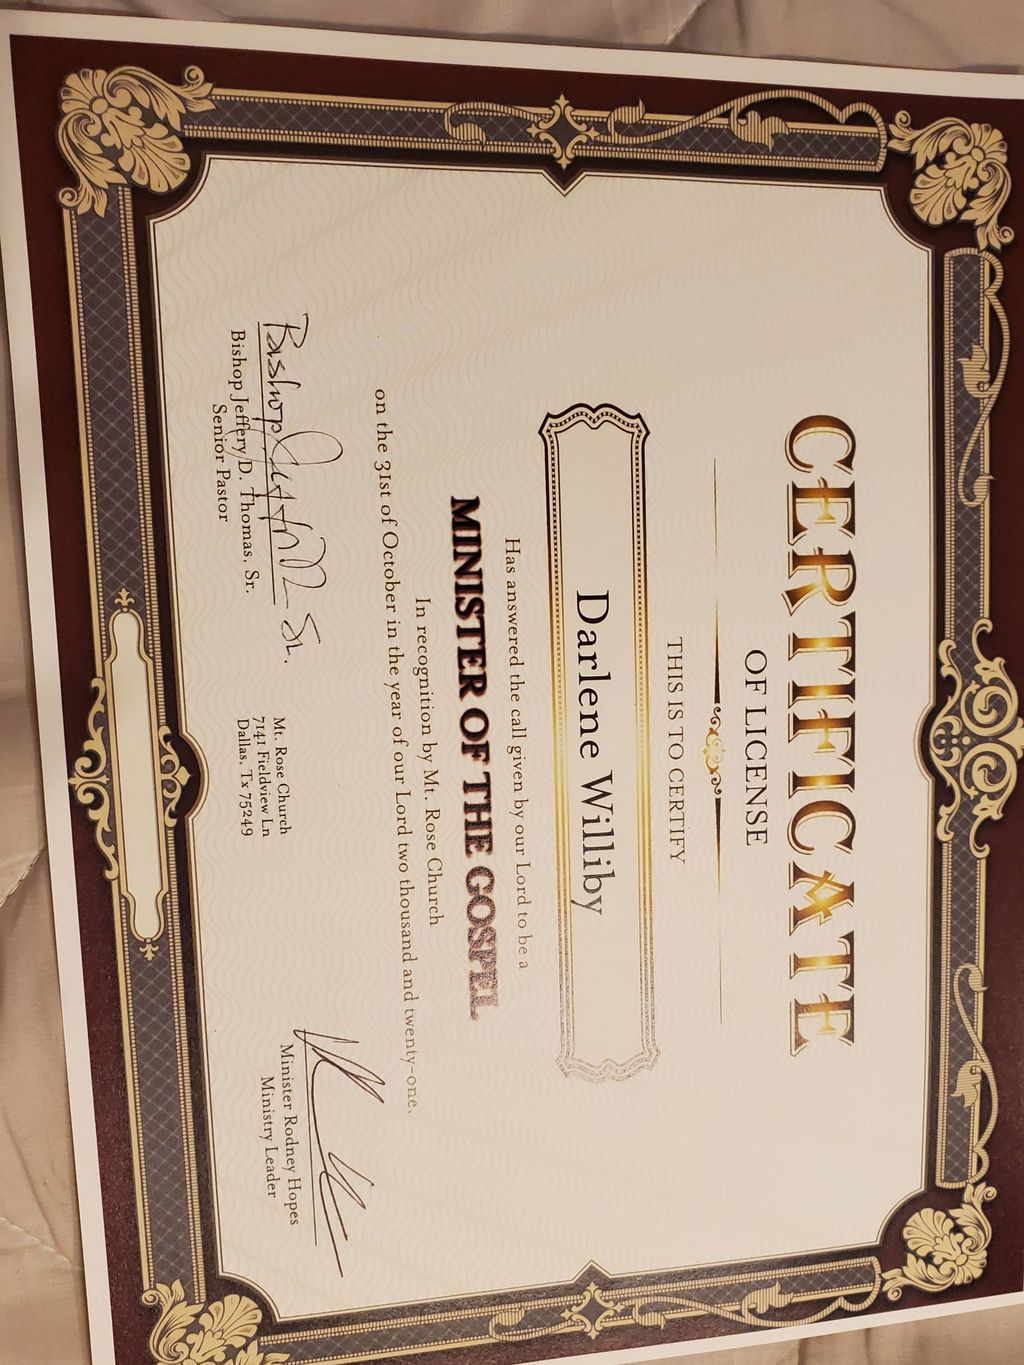 CERTIFICATE
OF LICENSE
THIS IS TO CERTIFY
Darlene Williby
Has answered the call given by our Lord to be a
MINISTER OF THE GOSPEL
In recognition by Mt. Rose Church
on the 31st of October in the year of our Lord two thousand and twenty-one.
Bishop Jeffery D. Thomas, Sr.
Senior Pastor
Mt. Rose Church
7141 Fieldview Ln
Dallas, Tx 75249
Minister Rodney Hopes
Ministry Leader